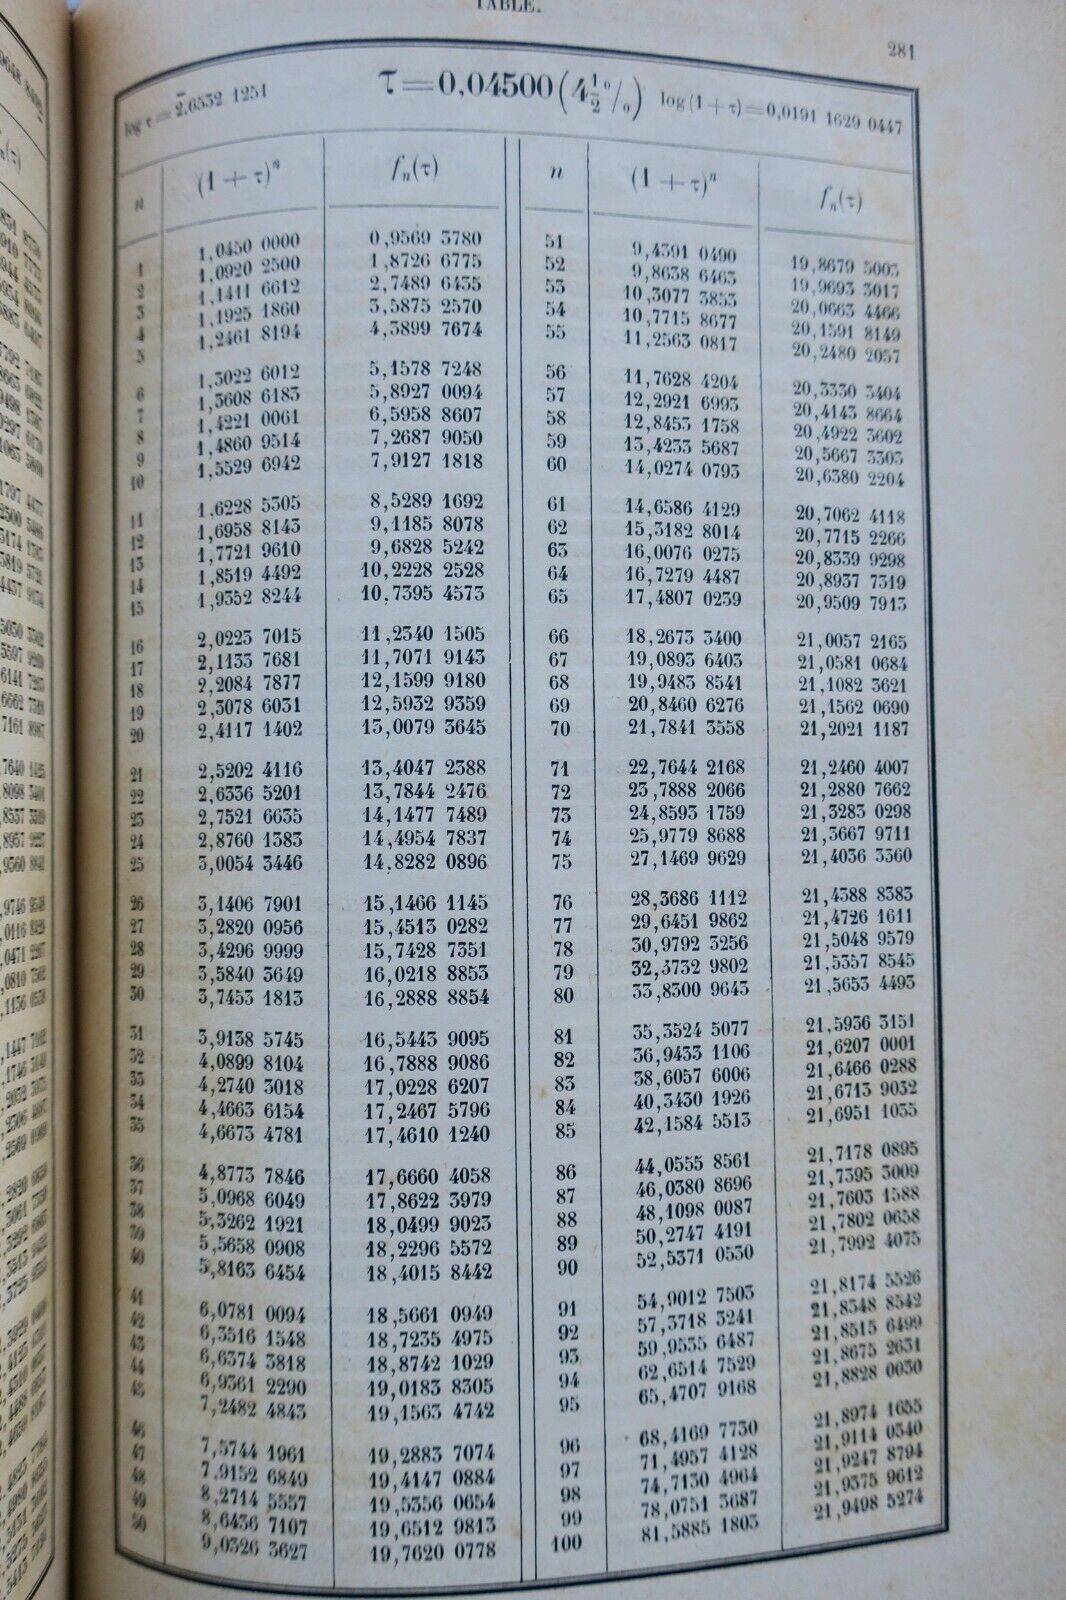 TABLE.
281
log τ = 2̅.6532 1251 τ = 0,04500 (4 1/2 %) log (1 + τ) = 0,0191 1629 0447
n (1 + τ)ⁿ fₙ(τ) n (1 + τ)ⁿ fₙ(τ)
1 1,0450 0000 0,9569 3780 51 9,4391 0490 19,8679 5003
2 1,0920 2500 1,8726 6775 52 9,8638 6463 19,9693 3017
3 1,1411 6612 2,7489 6435 53 10,3077 3853 20,0663 4466
4 1,1925 1860 3,5875 2570 54 10,7715 8677 20,1591 8149
5 1,2461 8194 4,3899 7674 55 11,2563 0817 20,2480 2057
6 1,3022 6012 5,1578 7248 56 11,7628 4204 20,3330 3404
7 1,3608 6183 5,8927 0094 57 12,2921 6993 20,4143 8664
8 1,4221 0061 6,5958 8607 58 12,8453 1758 20,4922 3602
9 1,4860 9514 7,2687 9050 59 13,4233 5687 20,5667 3303
10 1,5529 6942 7,9127 1818 60 14,0274 0793 20,6380 2204
11 1,6228 5305 8,5289 1692 61 14,6586 4129 20,7062 4118
12 1,6958 8143 9,1185 8078 62 15,3182 8014 20,7715 2266
13 1,7721 9610 9,6828 5242 63 16,0076 0275 20,8339 9298
14 1,8519 4492 10,2228 2528 64 16,7279 4487 20,8937 7319
15 1,9352 8244 10,7395 4573 65 17,4807 0239 20,9509 7913
16 2,0223 7015 11,2340 1505 66 18,2673 3400 21,0057 2165
17 2,1133 7681 11,7071 9143 67 19,0893 6403 21,0581 0684
18 2,2084 7877 12,1599 9180 68 19,9483 8541 21,1082 3621
19 2,3078 6031 12,5932 9359 69 20,8460 6276 21,1562 0690
20 2,4117 1402 13,0079 3645 70 21,7841 3558 21,2021 1187
21 2,5202 4116 13,4047 2388 71 22,7644 2168 21,2460 4007
22 2,6336 5201 13,7844 2476 72 23,7888 2066 21,2880 7662
23 2,7521 6635 14,1477 7489 73 24,8593 1759 21,3283 0298
24 2,8760 1383 14,4954 7837 74 25,9779 8688 21,3667 9711
25 3,0054 3446 14,8282 0896 75 27,1469 9629 21,4036 3360
26 3,1406 7901 15,1466 1145 76 28,3686 1112 21,4388 8383
27 3,2820 0956 15,4513 0282 77 29,6451 9862 21,4726 1611
28 3,4296 9999 15,7428 7351 78 30,9792 3256 21,5048 9579
29 3,5840 3649 16,0218 8853 79 32,3732 9802 21,5357 8545
30 3,7453 1813 16,2888 8854 80 33,8300 9643 21,5653 4493
31 3,9138 5745 16,5443 9095 81 35,3524 5077 21,5936 3151
32 4,0899 8104 16,7888 9086 82 36,9433 1106 21,6207 0001
33 4,2740 3018 17,0228 6207 83 38,6057 6006 21,6466 0288
34 4,4663 6154 17,2467 5796 84 40,3430 1926 21,6713 9032
35 4,6673 4781 17,4610 1240 85 42,1584 5513 21,6951 1035
36 4,8773 7846 17,6660 4058 86 44,0555 8561 21,7178 0895
37 5,0968 6049 17,8622 3979 87 46,0380 8696 21,7395 3009
38 5,3262 1921 18,0499 9023 88 48,1098 0087 21,7603 1588
39 5,5658 0908 18,2296 5572 89 50,2747 4191 21,7802 0658
40 5,8163 6454 18,4015 8442 90 52,5371 0530 21,7992 4075
41 6,0781 0094 18,5661 0949 91 54,9012 7503 21,8174 5526
42 6,3516 1548 18,7235 4975 92 57,3718 3241 21,8348 8542
43 6,6374 3818 18,8742 1029 93 59,9535 6487 21,8515 6499
44 6,9361 2290 19,0183 8305 94 62,6514 7529 21,8675 2631
45 7,2482 4843 19,1563 4742 95 65,4707 9168 21,8828 0030
46 7,5744 1961 19,2883 7074 96 68,4169 7730 21,8974 1655
47 7,9152 6849 19,4147 0884 97 71,4957 4128 21,9114 0340
48 8,2714 5557 19,5356 0654 98 74,7130 4964 21,9247 8794
49 8,6436 7107 19,6512 9813 99 78,0751 3687 21,9375 9612
50 9,0326 3627 19,7620 0778 100 81,5885 1803 21,9498 5274